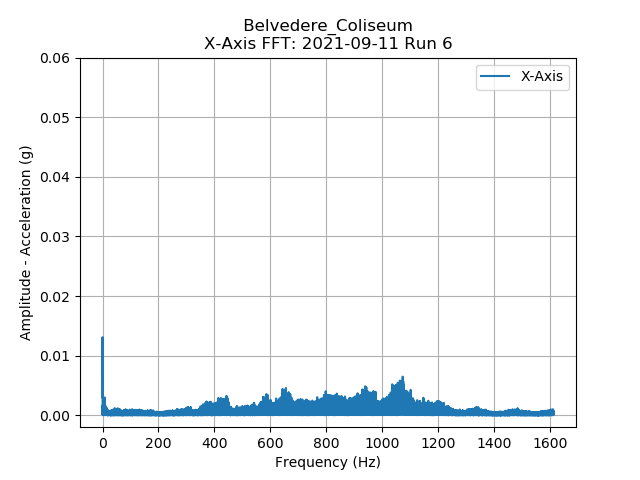 Belvedere_Coliseum
X-Axis FFT: 2021-09-11 Run 6
X-Axis
0.06
0.05
0.04
0.03
0.02
0.01
0.00
Amplitude - Acceleration (g)
0 200 400 600 800 1000 1200 1400 1600
Frequency (Hz)